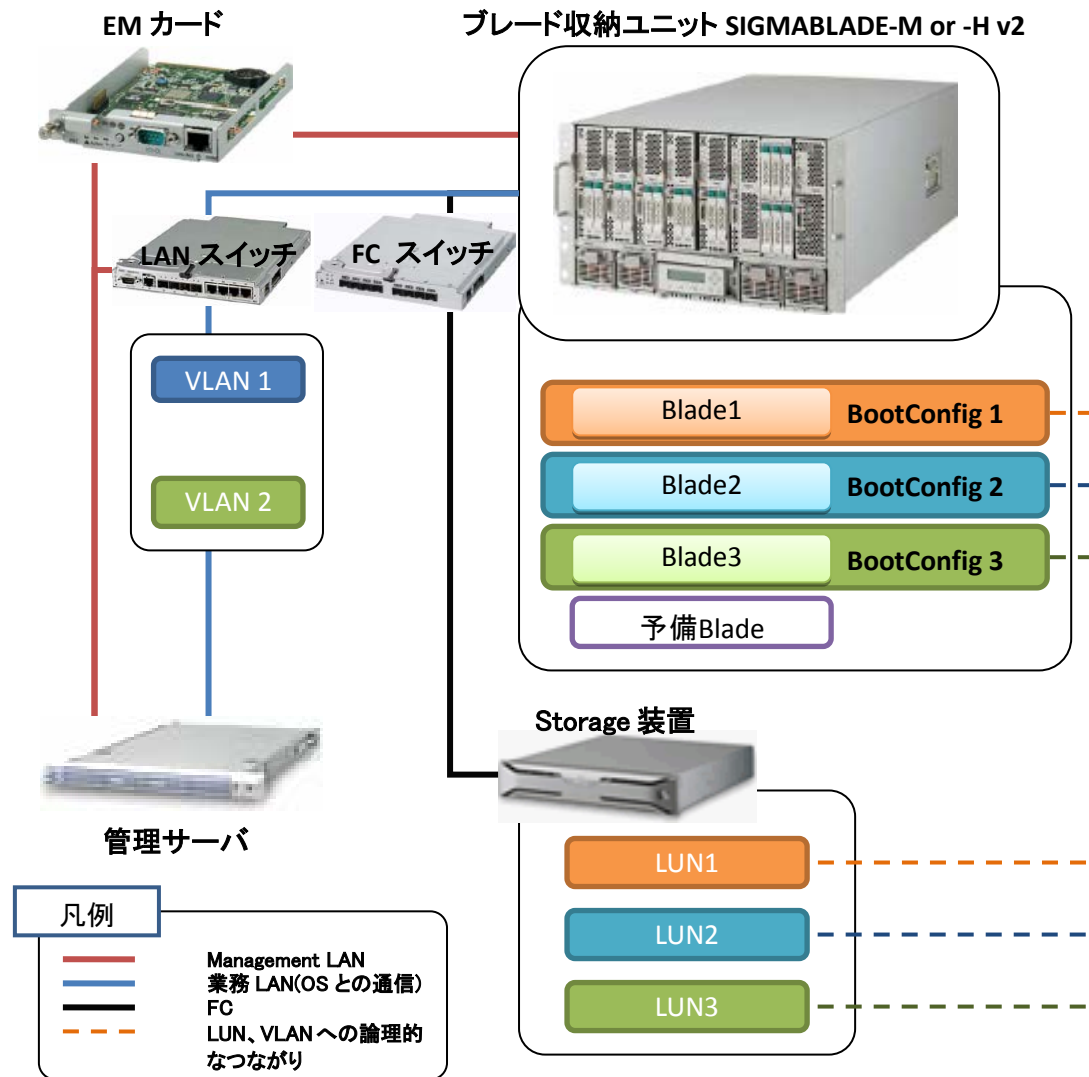 EM カード
ブレード収納ユニット SIGMABLADE-M or -H v2
LAN スイッチ
FC スイッチ
VLAN 1
VLAN 2
Blade1
BootConfig 1
Blade2
BootConfig 2
Blade3
BootConfig 3
予備Blade
Storage 装置
管理サーバ
LUN1
LUN2
LUN3
凡例
Management LAN
業務 LAN(OS との通信)
FC
LUN、VLAN への論理的
なつながり